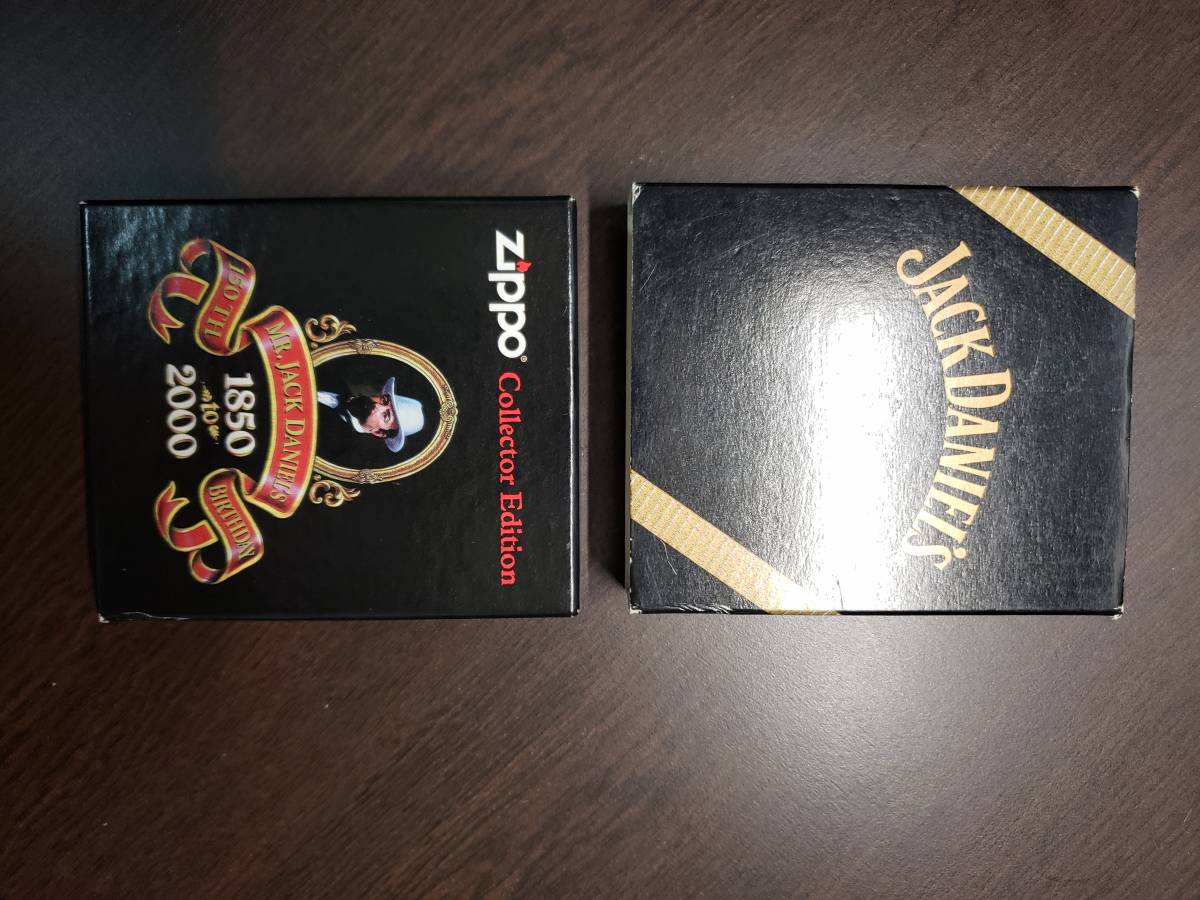 Zippo® Collector Edition
MR. JACK DANIEL'S
150TH
BIRTHDAY
1850
to
2000
JACK DANIEL'S